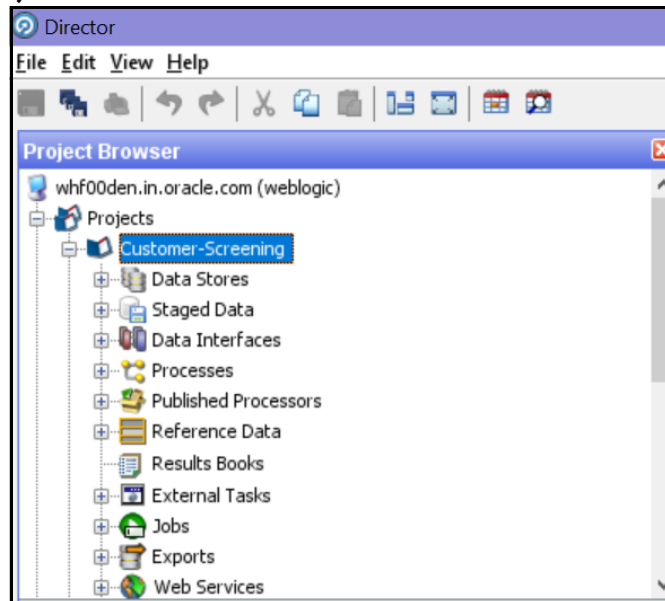 Director
File Edit View Help
Project Browser
whf00den.in.oracle.com (weblogic)
Projects
Customer-Screening
Data Stores
Staged Data
Data Interfaces
Processes
Published Processors
Reference Data
Results Books
External Tasks
Jobs
Exports
Web Services